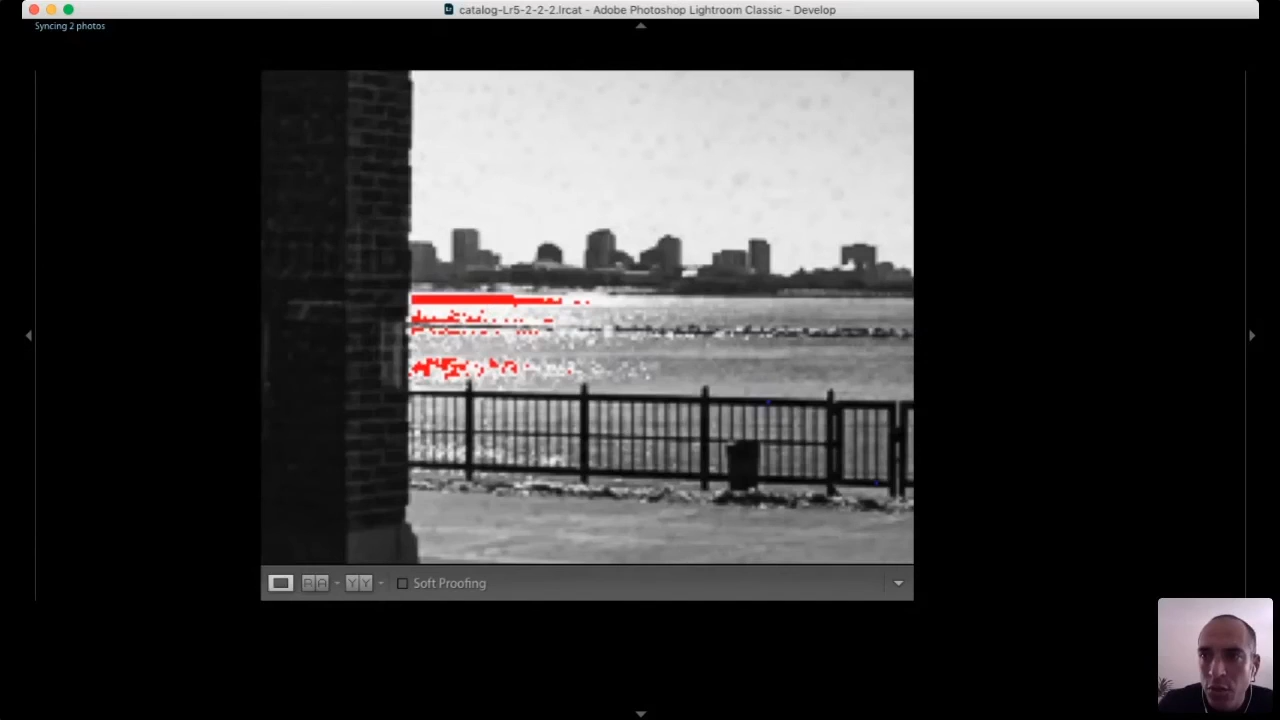 catalog-Lr5-2-2-2.lrcat - Adobe Photoshop Lightroom Classic - Develop
Syncing 2 photos
Soft Proofing